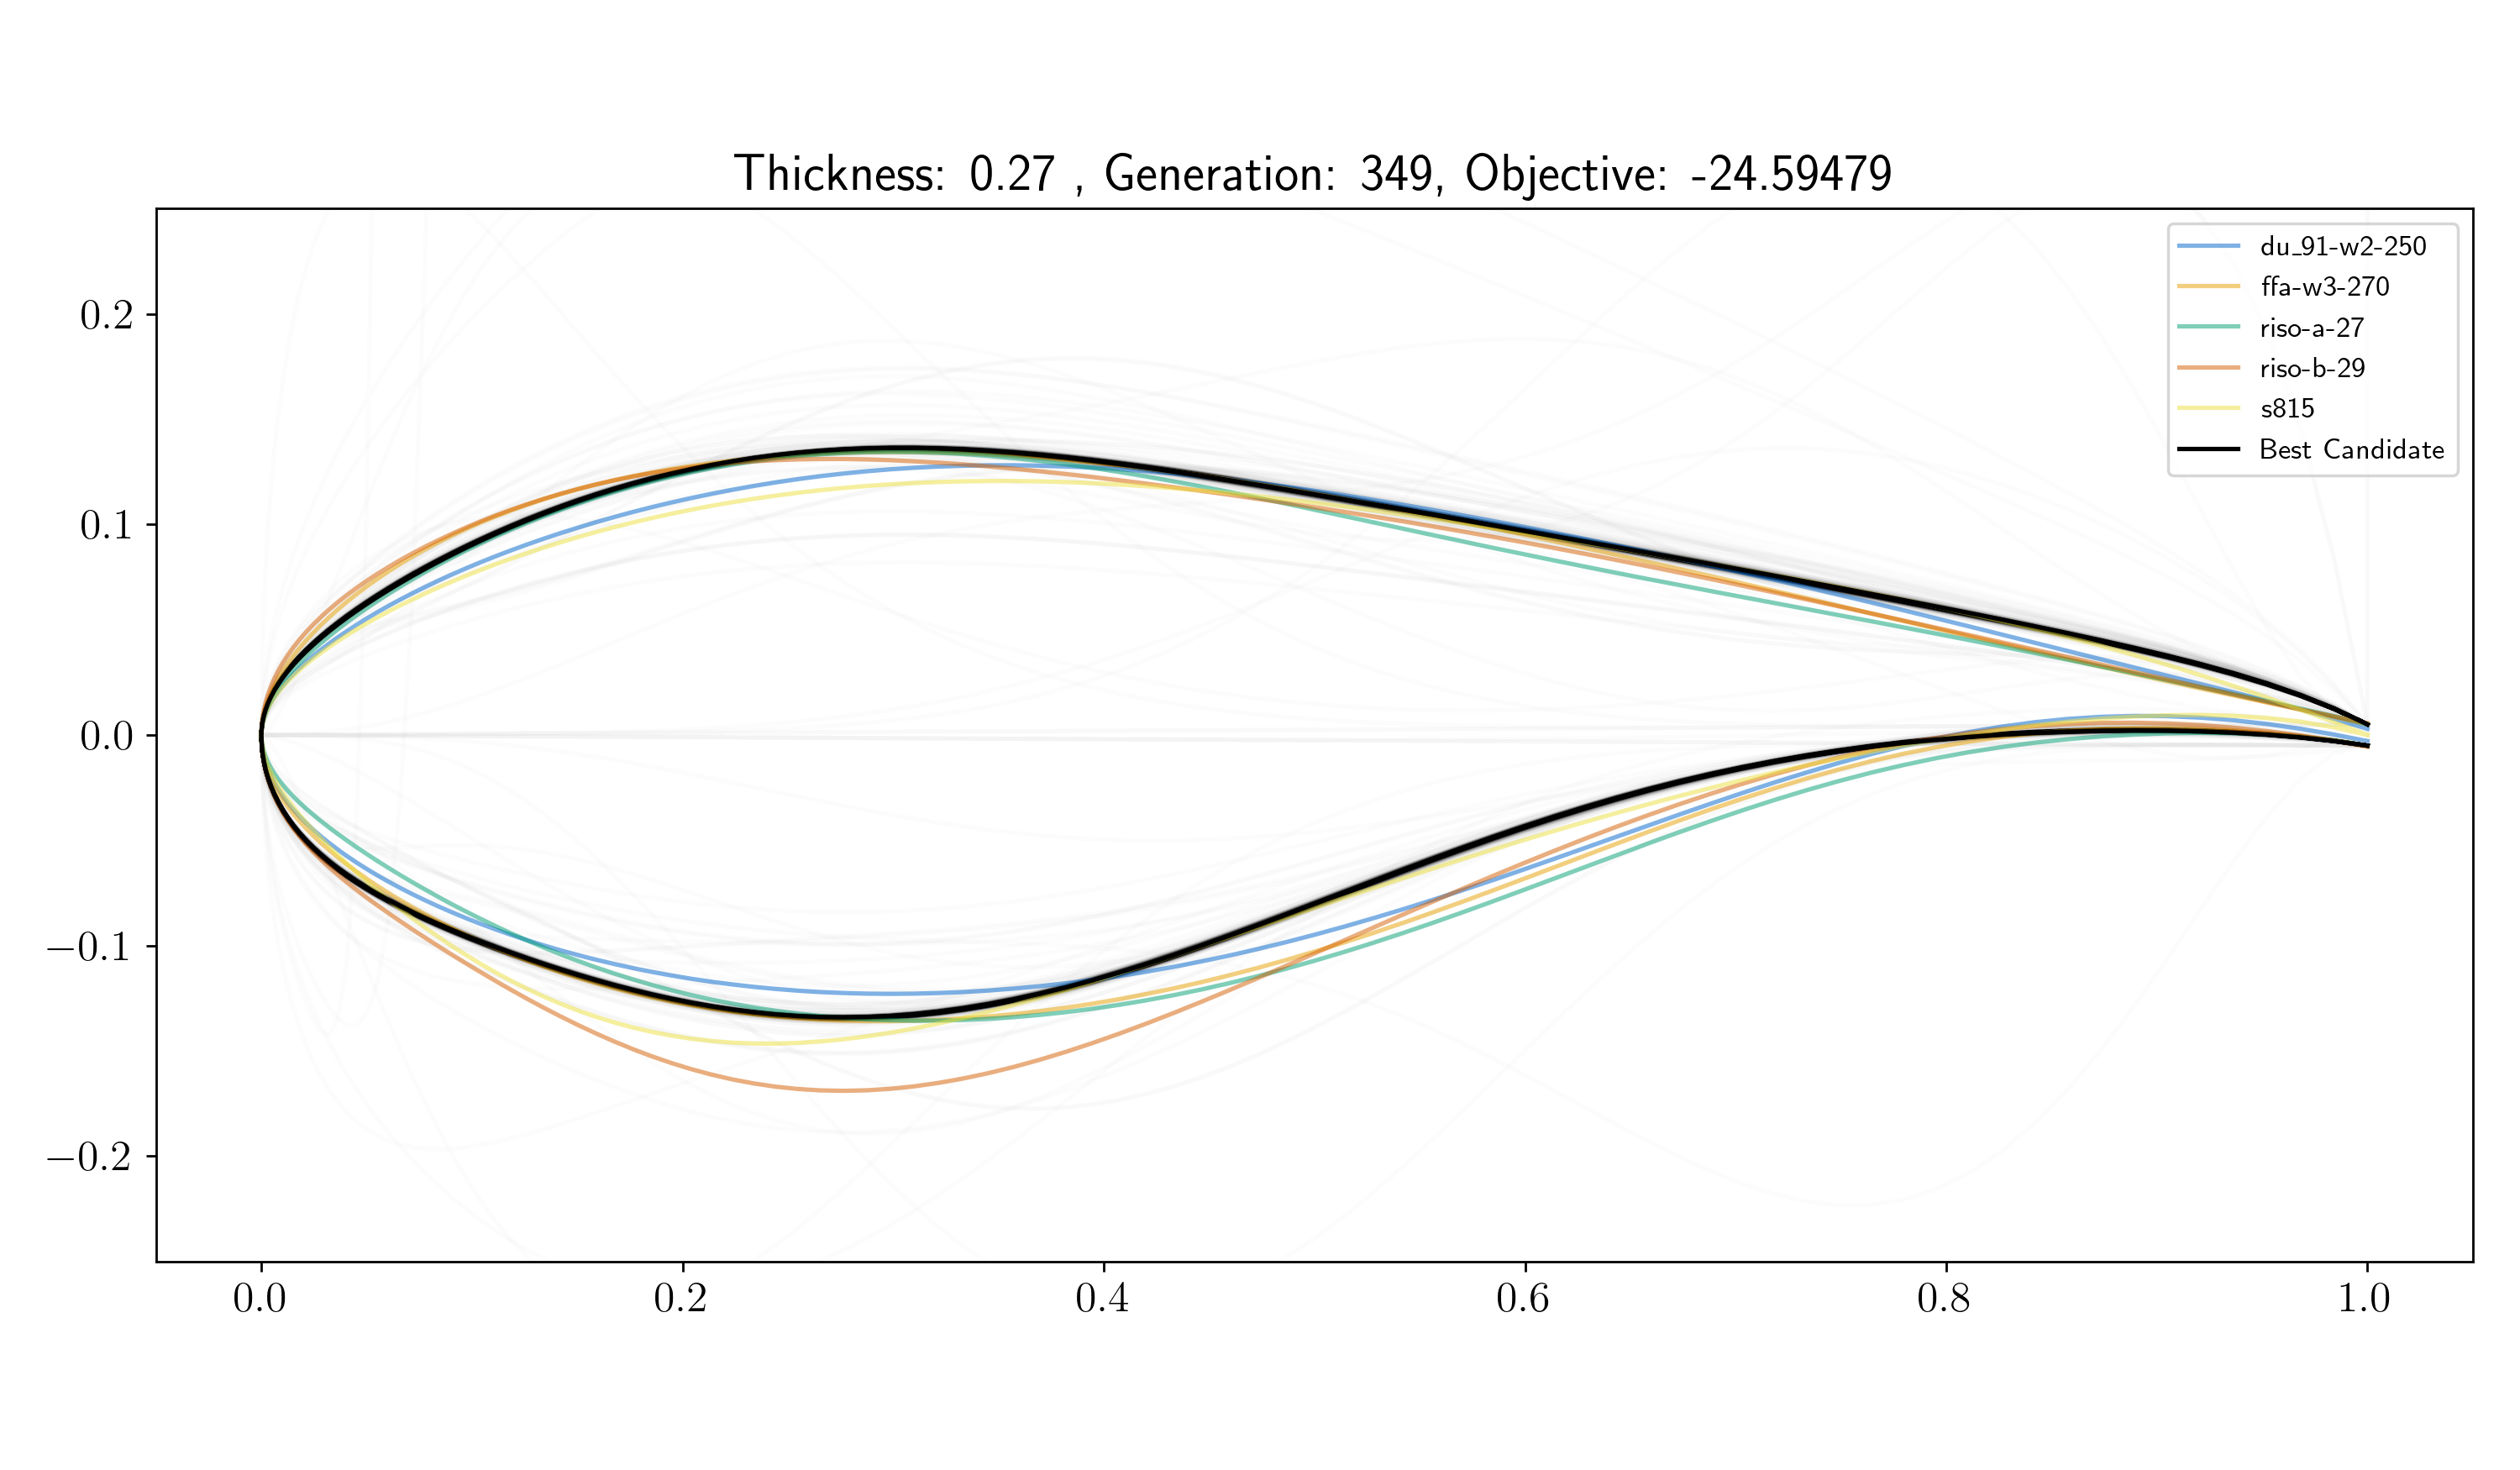 Thickness: 0.27 , Generation: 349, Objective: -24.59479
du_91-w2-250
ffa-w3-270
riso-a-27
riso-b-29
s815
Best Candidate
0.2
0.1
0.0
−0.1
−0.2
0.0 0.2 0.4 0.6 0.8 1.0